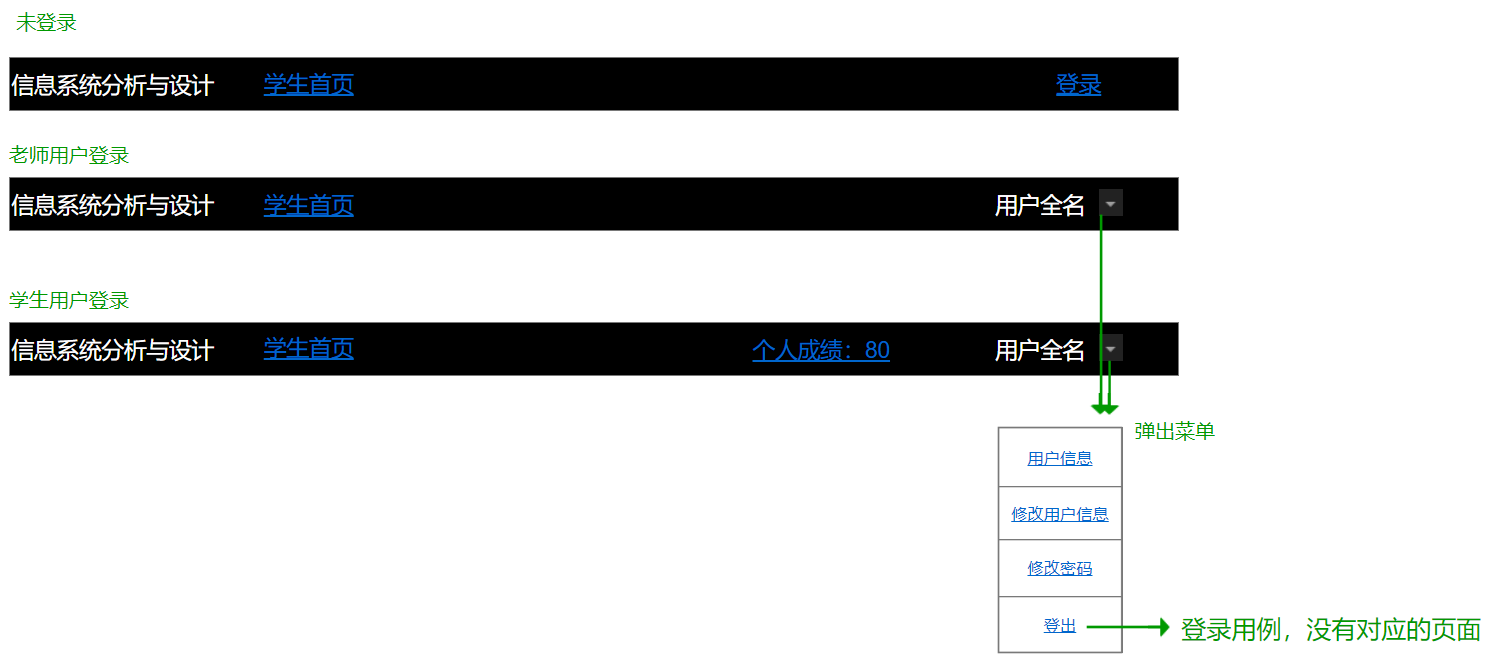 未登录
信息系统分析与设计 学生首页 登录
老师用户登录
信息系统分析与设计 学生首页 用户全名
学生用户登录
信息系统分析与设计 学生首页 个人成绩：80 用户全名
弹出菜单
用户信息
修改用户信息
修改密码
登出 登录用例，没有对应的页面